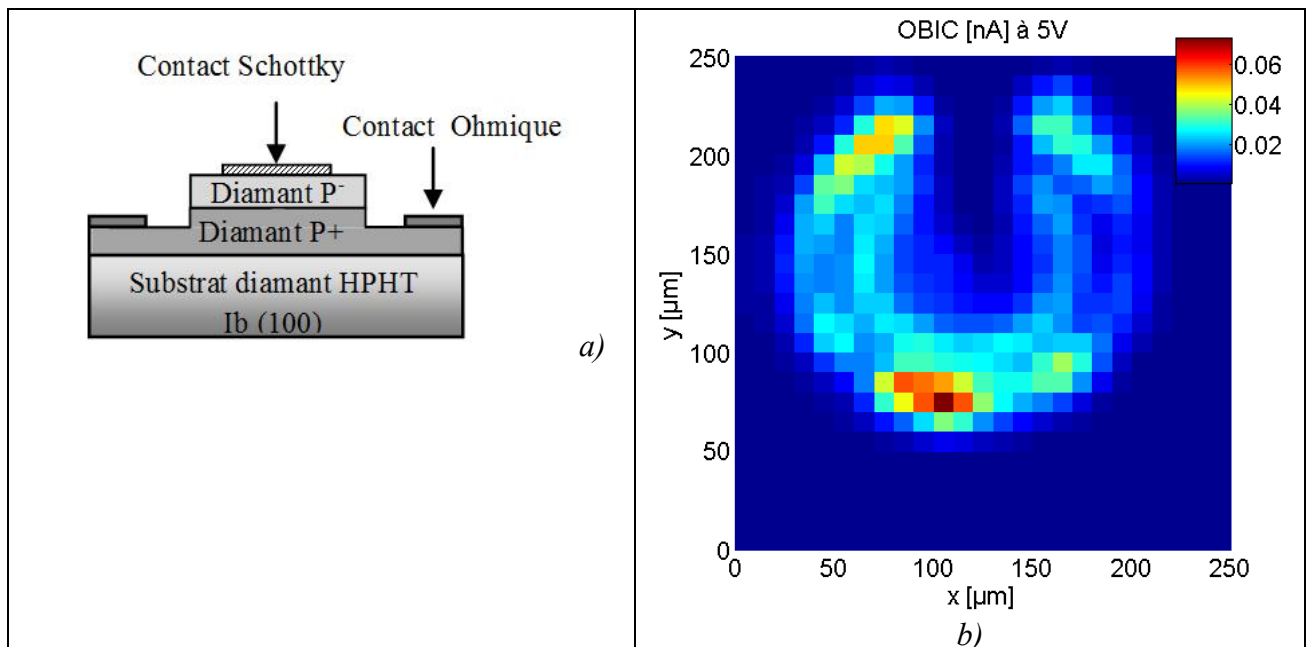 Contact Schottky
Contact Ohmique
Diamant P-
Diamant P+
Substrat diamant HPHT
Ib (100)
a)
OBIC [nA] à 5V
250
200
150
100
50
0
y [µm]
0 50 100 150 200 250
x [µm]
0.06
0.04
0.02
b)